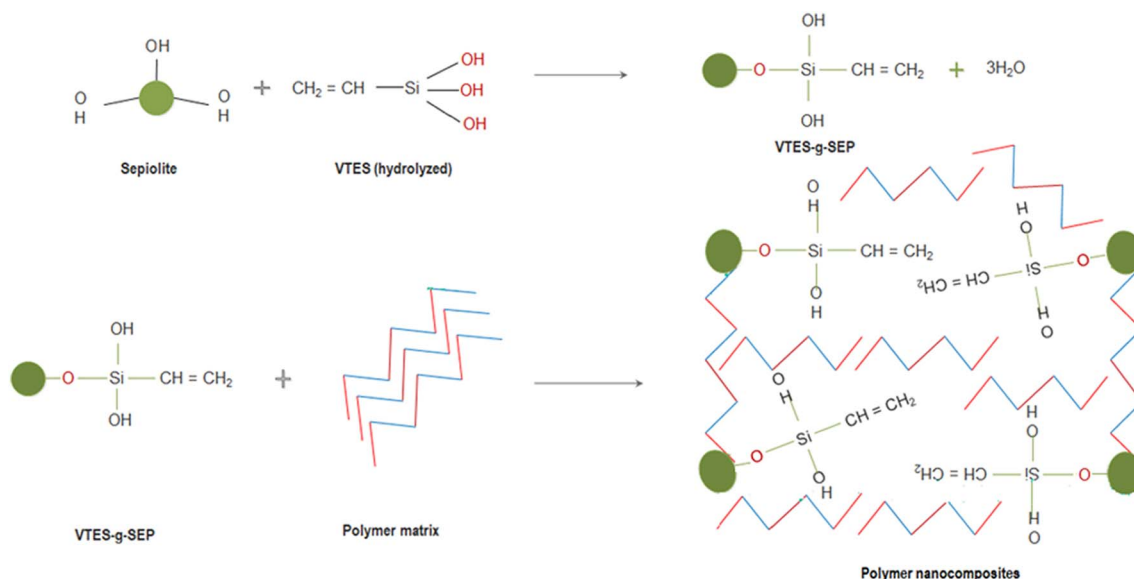 OH
O
H
O
H
Sepiolite
+
CH₂ = CH
Si
OH
OH
OH
VTES (hydrolyzed)
OH
O
Si
CH = CH₂
OH
+
3H₂O
VTES-g-SEP
OH
O
Si
CH = CH₂
OH
VTES-g-SEP
+
Polymer matrix
O
H
O
Si
CH = CH₂
O
H
H
O
CH = CH₂
Si
O
H
O
O
H
O
Si
CH = CH₂
O
H
H
O
CH = CH₂
Si
O
H
O
Polymer nanocomposites